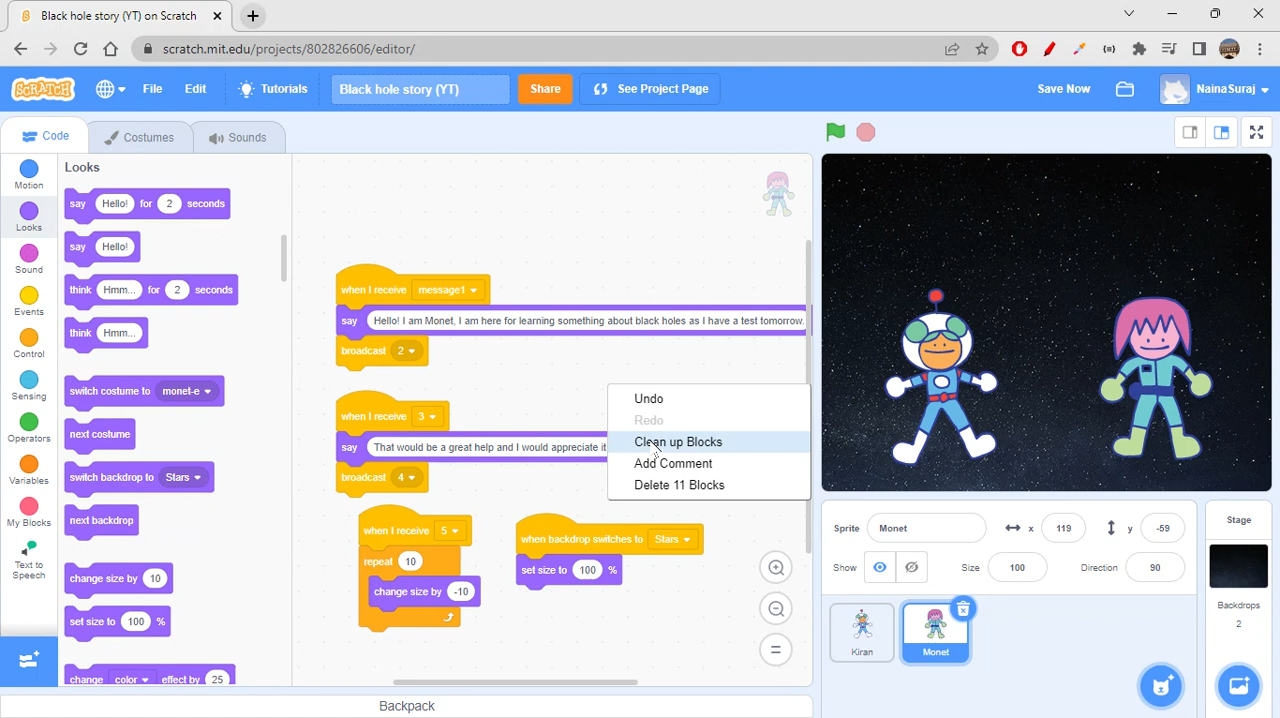 Black hole story (YT) on Scratch
scratch.mit.edu/projects/802826606/editor/
SCRATCH
File
Edit
Tutorials
Black hole story (YT)
Share
See Project Page
Save Now
NainaSuraj
Code
Costumes
Sounds
Motion
Looks
Sound
Events
Control
Sensing
Operators
Variables
My Blocks
Text to
Speech
Looks
say Hello! for 2 seconds
say Hello!
think Hmm... for 2 seconds
think Hmm...
switch costume to monet-e
next costume
switch backdrop to Stars
next backdrop
change size by 10
set size to 100 %
change color effect by 25
when I receive message1
say Hello! I am Monet, I am here for learning something about black holes as I have a test tomorrow.
broadcast 2
when I receive 3
say That would be a great help and I would appreciate it
broadcast 4
when I receive 5
repeat 10
change size by -10
when backdrop switches to Stars
set size to 100 %
Undo
Redo
Clean up Blocks
Add Comment
Delete 11 Blocks
Sprite Monet x 119 y -59
Show Size 100 Direction 90
Kiran
Monet
Stage
Backdrops
2
Backpack